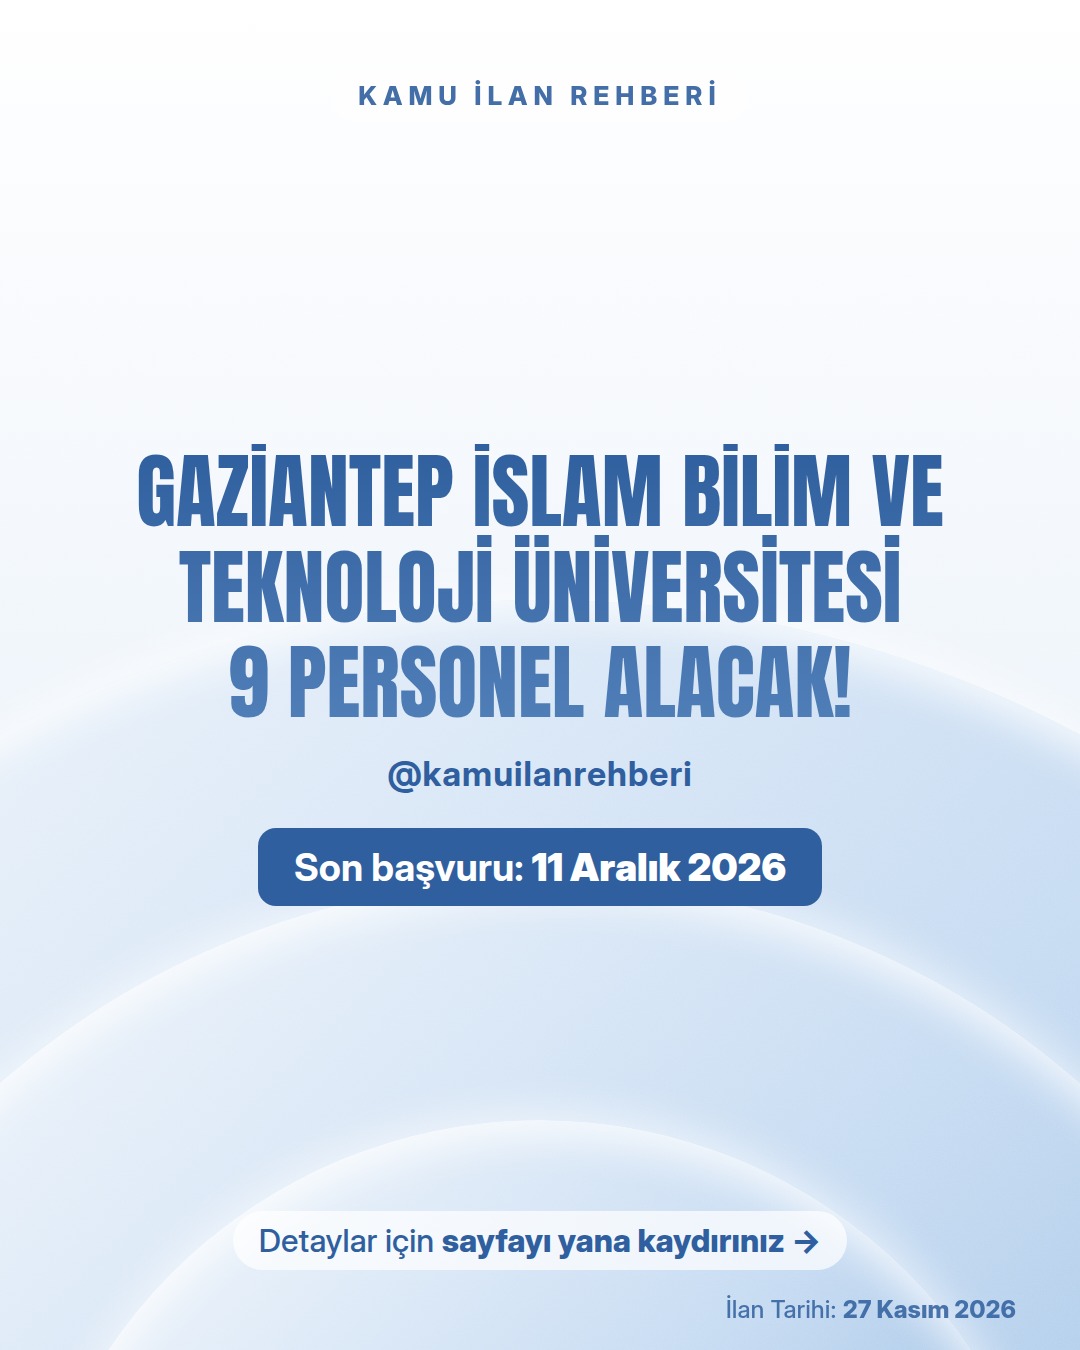 KAMU İLAN REHBERİ
GAZİANTEP İSLAM BİLİM VE
TEKNOLOJİ ÜNİVERSİTESİ
9 PERSONEL ALACAK!
@kamuilanrehberi
Son başvuru: 11 Aralık 2026
Detaylar için sayfayı yana kaydırınız →
İlan Tarihi: 27 Kasım 2026